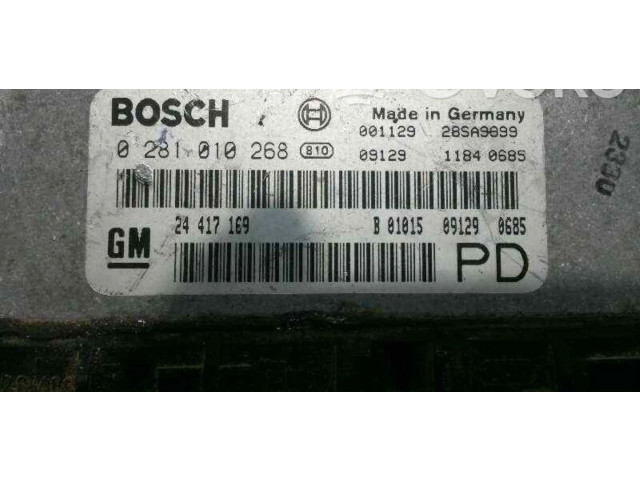 BOSCH Made in Germany
001129 28SA9899
0 281 010 268 810 09129 1184 0685
24 417 169 B 01015 09129 0685
GM PD
2330